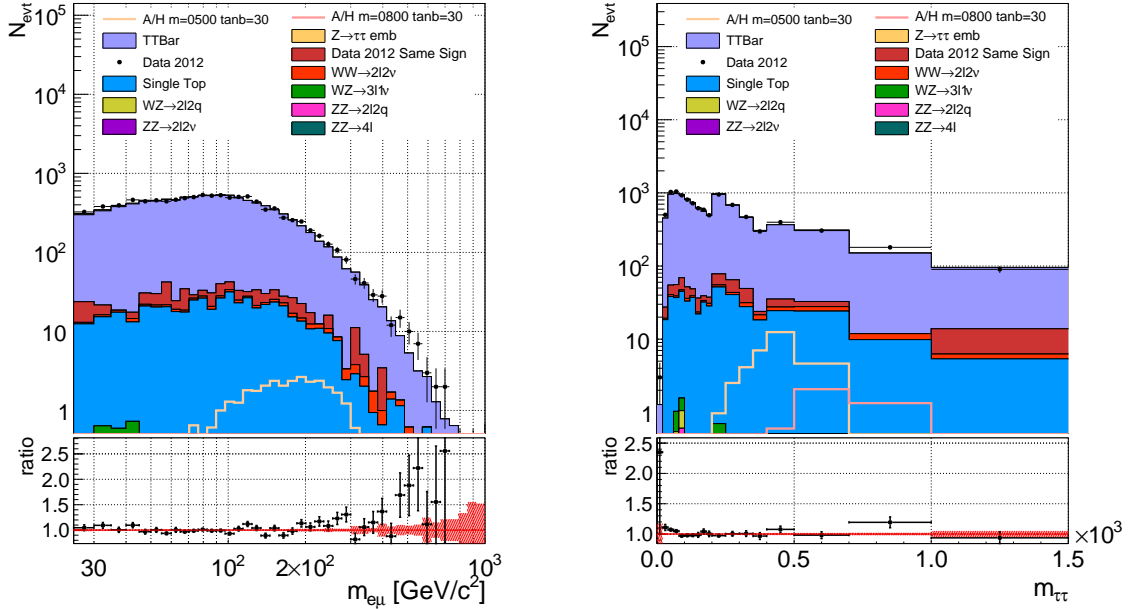 N_evt
A/H m=0500 tanb=30
TTBar
Data 2012
Single Top
WZ→2l2q
ZZ→2l2ν
A/H m=0800 tanb=30
Z→ττ emb
Data 2012 Same Sign
WW→2l2ν
WZ→3l1ν
ZZ→2l2q
ZZ→4l
10^5
10^4
10^3
10^2
10
1
ratio
2.5
2.0
1.5
1.0
30
10^2
2×10^2
10^3
m_eμ [GeV/c^2]
N_evt
A/H m=0500 tanb=30
TTBar
Data 2012
Single Top
WZ→2l2q
ZZ→2l2ν
A/H m=0800 tanb=30
Z→ττ emb
Data 2012 Same Sign
WW→2l2ν
WZ→3l1ν
ZZ→2l2q
ZZ→4l
10^5
10^4
10^3
10^2
10
1
ratio
2.5
2.0
1.5
1.0
0.0
0.5
1.0
1.5
×10^3
m_ττ